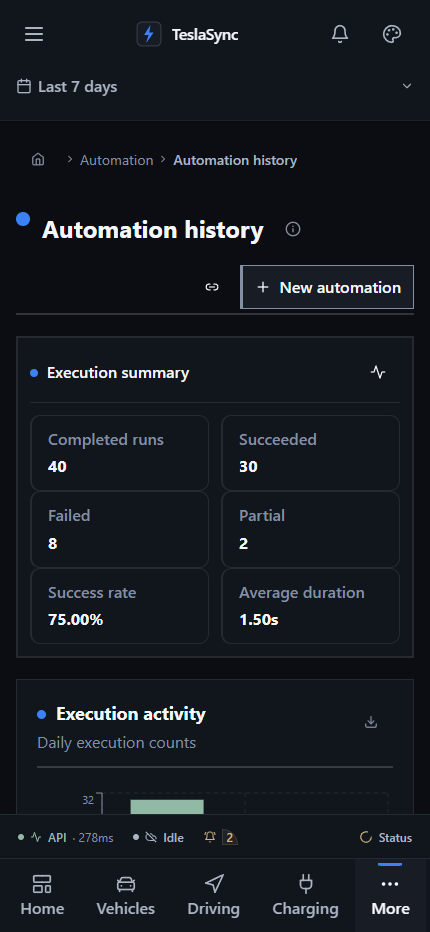 TeslaSync
Last 7 days
Automation Automation history
Automation history
New automation
Execution summary
Completed runs Succeeded
40 30
Failed Partial
8 2
Success rate Average duration
75.00% 1.50s
Execution activity
Daily execution counts
32
API · 278ms Idle 2 Status
Home Vehicles Driving Charging More